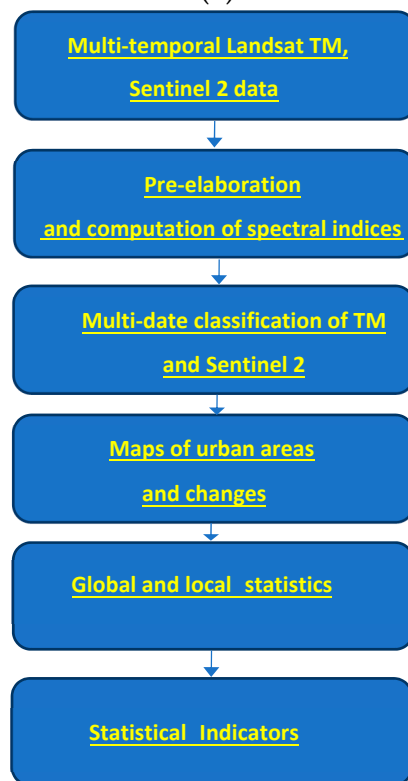 Multi-temporal Landsat TM,
Sentinel 2 data
Pre-elaboration
and computation of spectral indices
Multi-date classification of TM
and Sentinel 2
Maps of urban areas
and changes
Global and local statistics
Statistical Indicators